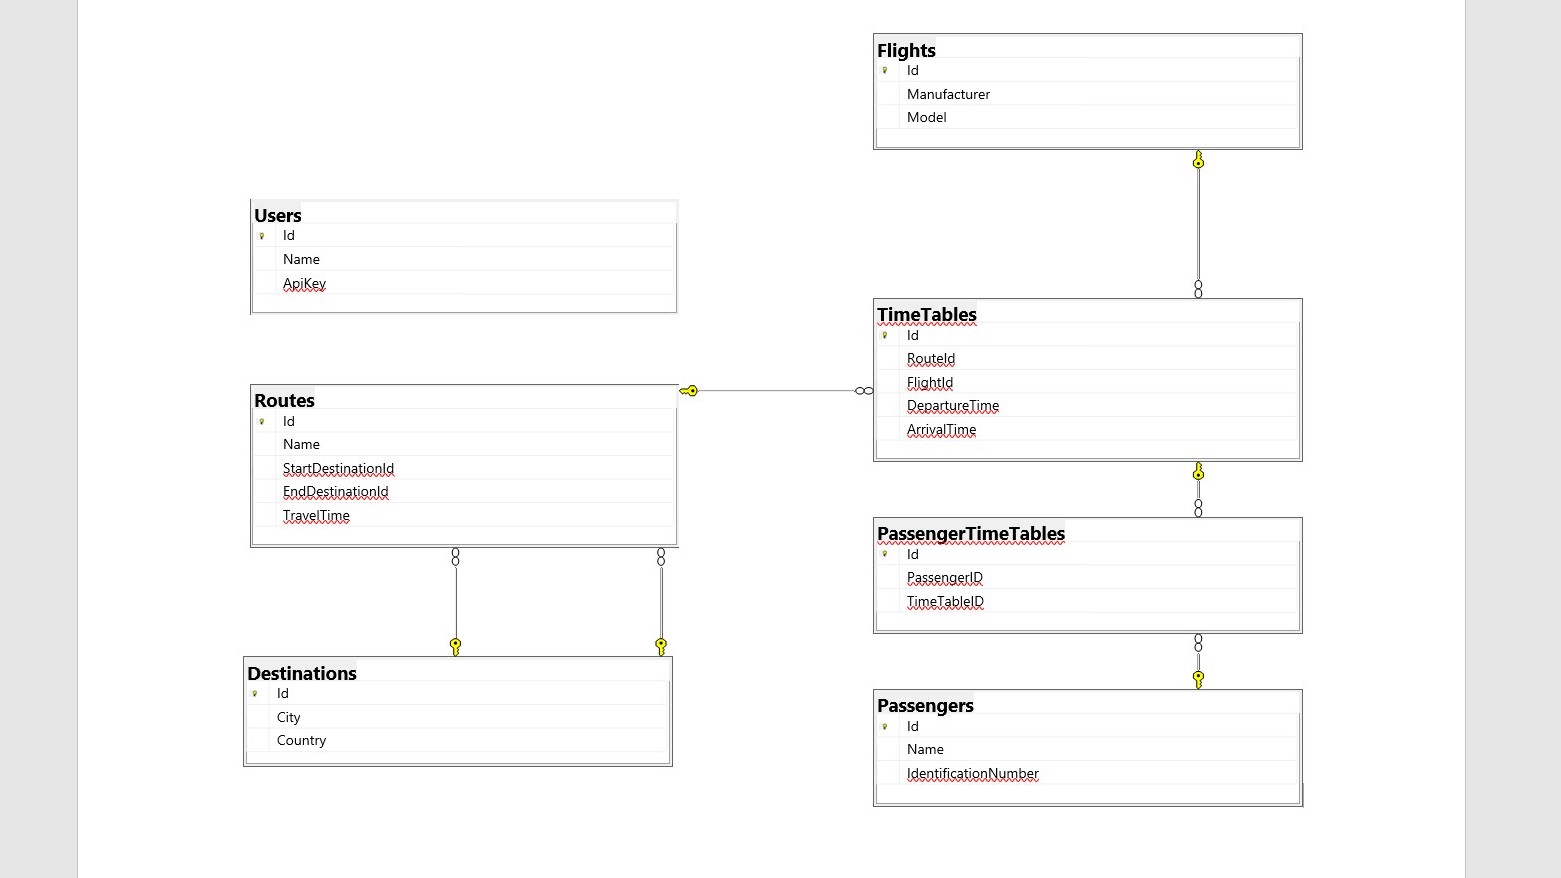 Flights
Id
Manufacturer
Model
Users
Id
Name
ApiKey
TimeTables
Id
RouteId
FlightId
DepartureTime
ArrivalTime
Routes
Id
Name
StartDestinationId
EndDestinationId
TravelTime
PassengerTimeTables
Id
PassengerID
TimeTableID
Destinations
Id
City
Country
Passengers
Id
Name
IdentificationNumber